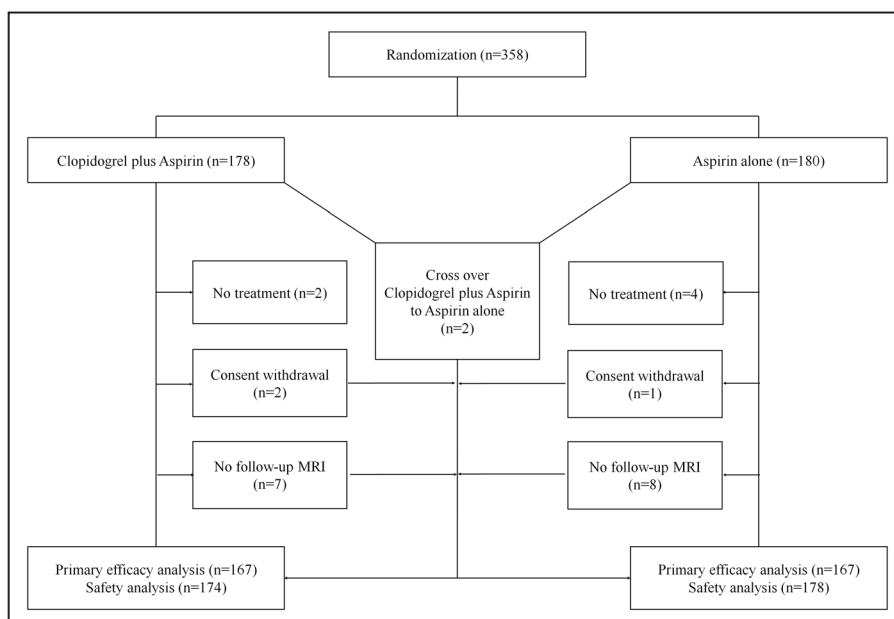 Randomization (n=358)
Clopidogrel plus Aspirin (n=178)
Aspirin alone (n=180)
Cross over
Clopidogrel plus Aspirin
to Aspirin alone
(n=2)
No treatment (n=2)
No treatment (n=4)
Consent withdrawal
(n=2)
Consent withdrawal
(n=1)
No follow-up MRI
(n=7)
No follow-up MRI
(n=8)
Primary efficacy analysis (n=167)
Safety analysis (n=174)
Primary efficacy analysis (n=167)
Safety analysis (n=178)